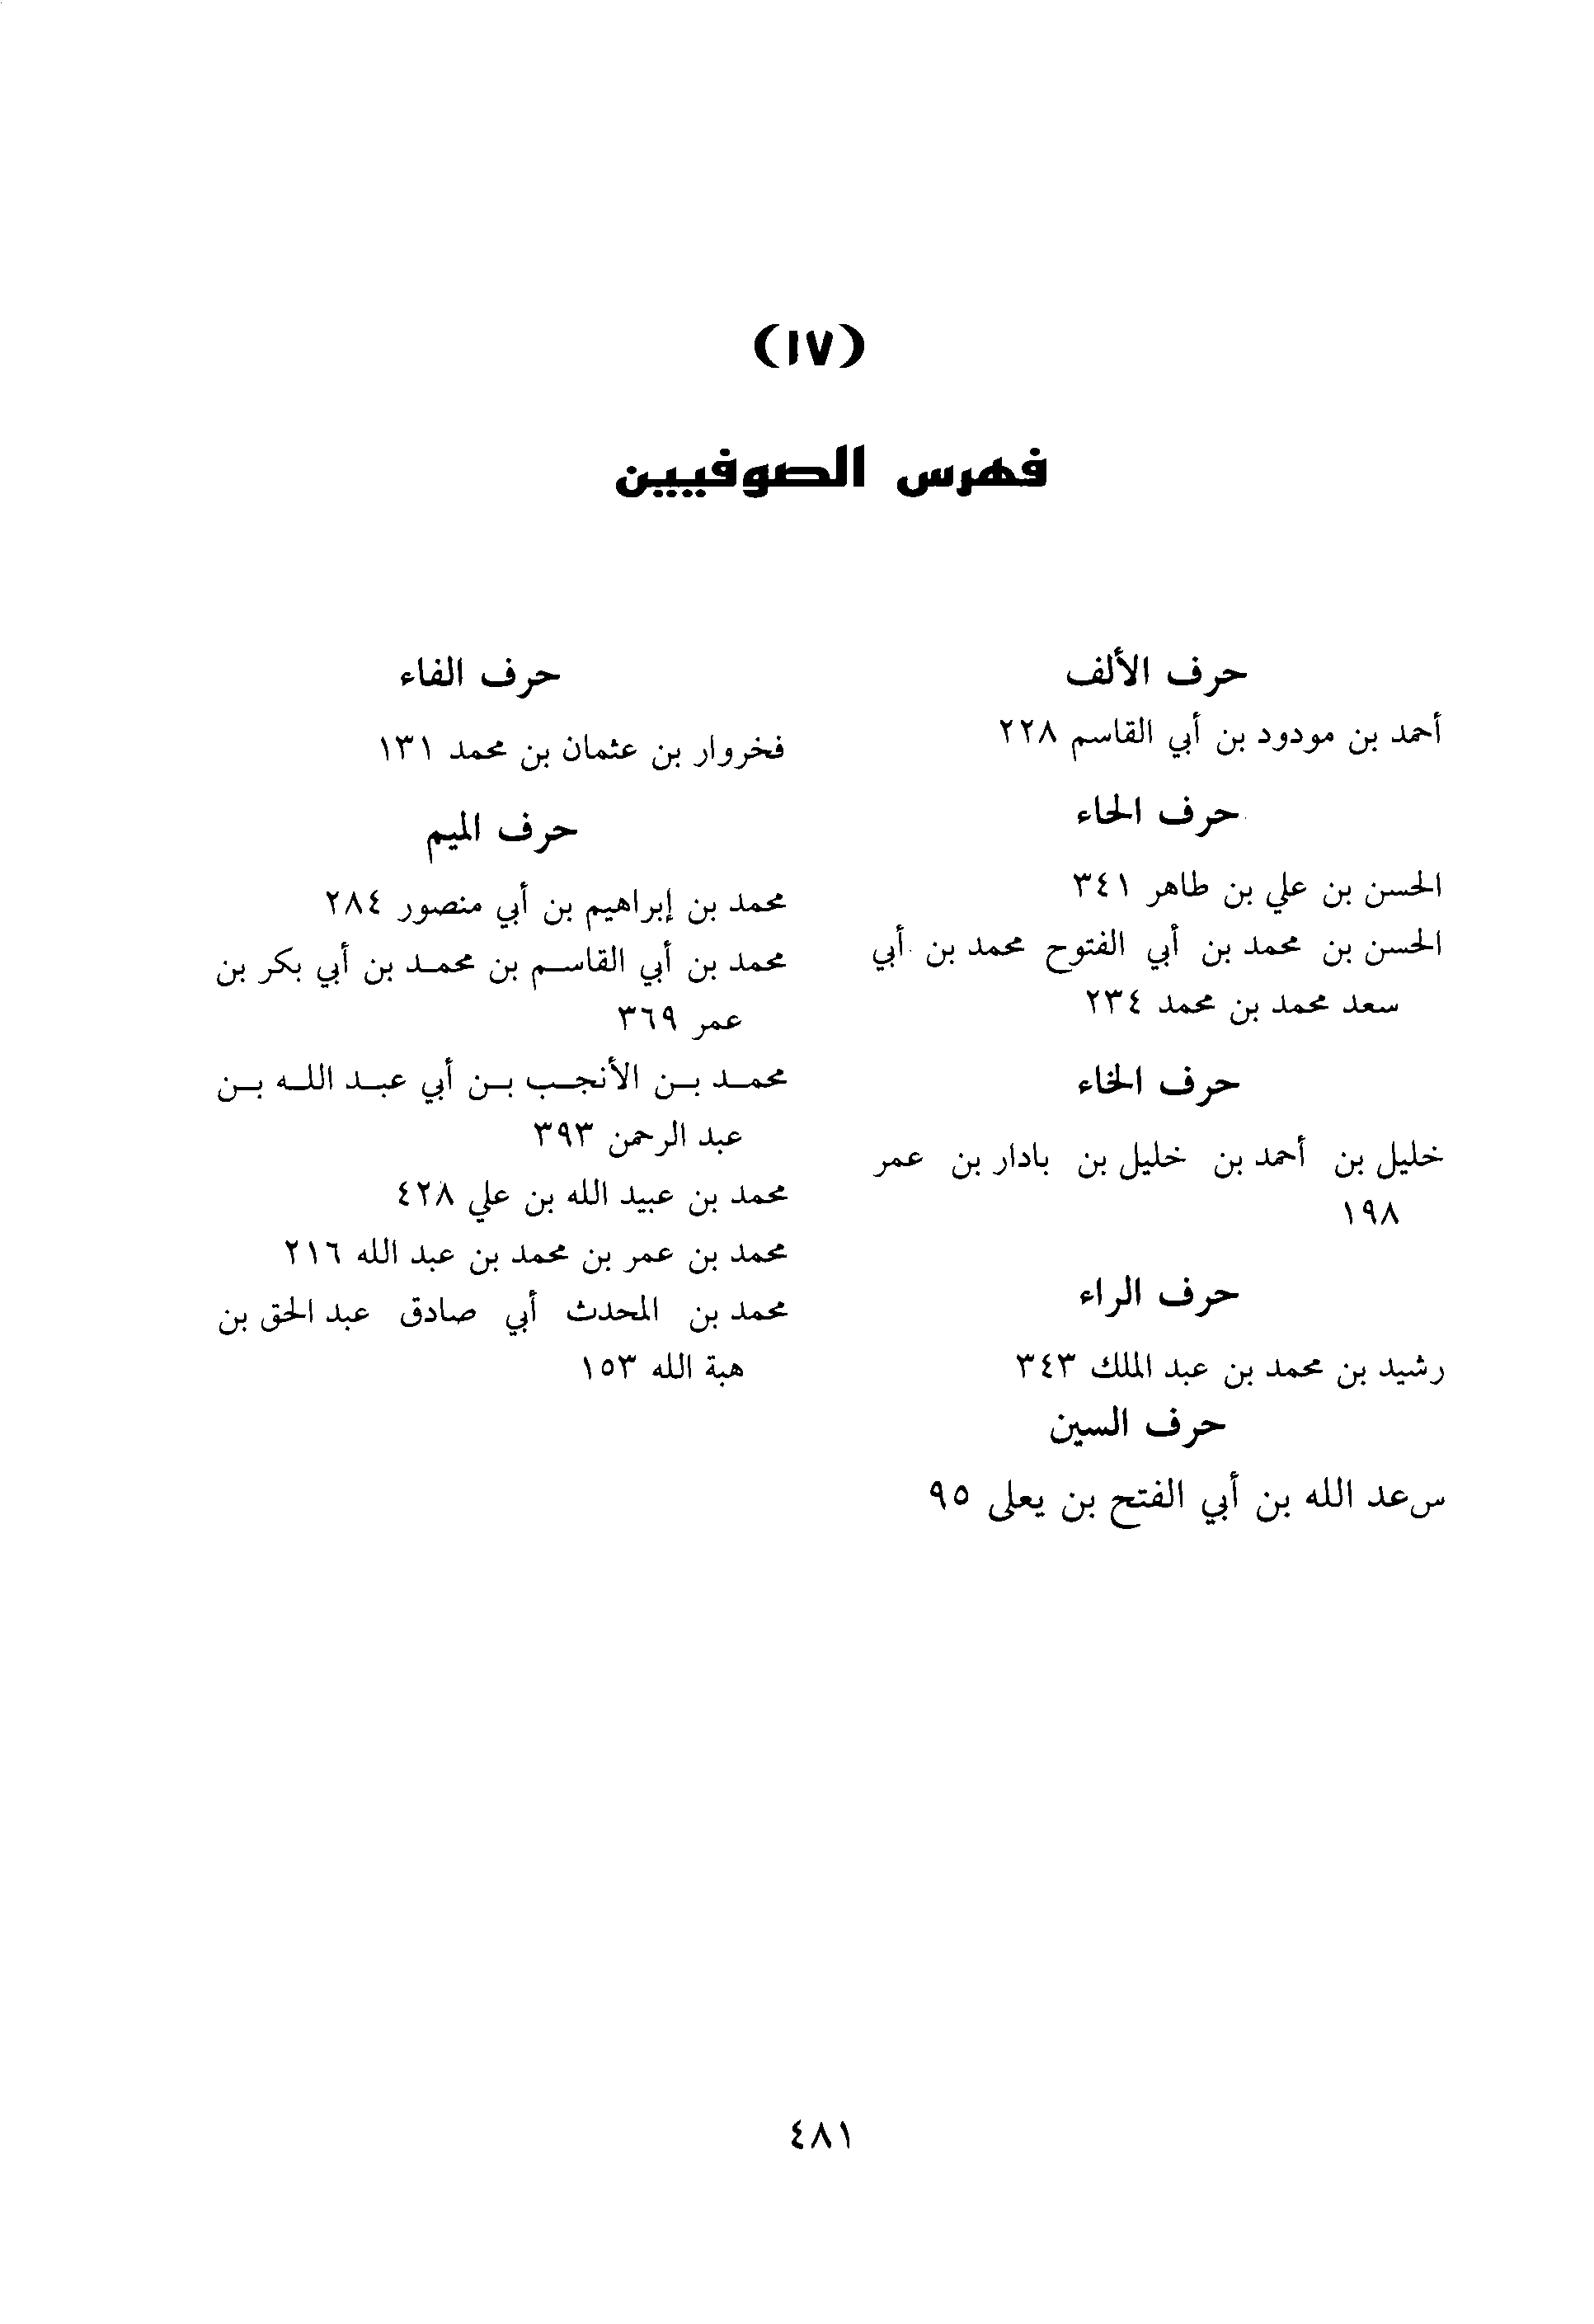 (١٧)
فهرس الصوفيين
حرف الألف
أحمد بن مودود بن أبي القاسم ٢٢٨
حرف الحاء
الحسن بن علي بن طاهر ٣٤١
الحسن بن محمد بن أبي الفتوح محمد بن أبي
سعد محمد بن محمد ٢٣٤
حرف الخاء
خليل بن أحمد بن خليل بن بادار بن عمر
١٩٨
حرف الراء
رشيد بن محمد بن عبد الملك ٣٤٣
حرف السين
سعد الله بن أبي الفتح بن يعلى ٩٥
حرف الفاء
فخروار بن عثمان بن محمد ١٣١
حرف الميم
محمد بن إبراهيم بن أبي منصور ٢٨٤
محمد بن أبي القاسم بن محمد بن أبي بكر بن
عمر ٣٦٩
محمد بن الأنجب بن أبي عبد الله بن
عبد الرحمن ٣٩٣
محمد بن عبيد الله بن علي ٤٢٨
محمد بن عمر بن محمد بن عبد الله ٢١٦
محمد بن المحدث أبي صادق عبد الحق بن
هبة الله ١٥٣
٤٨١